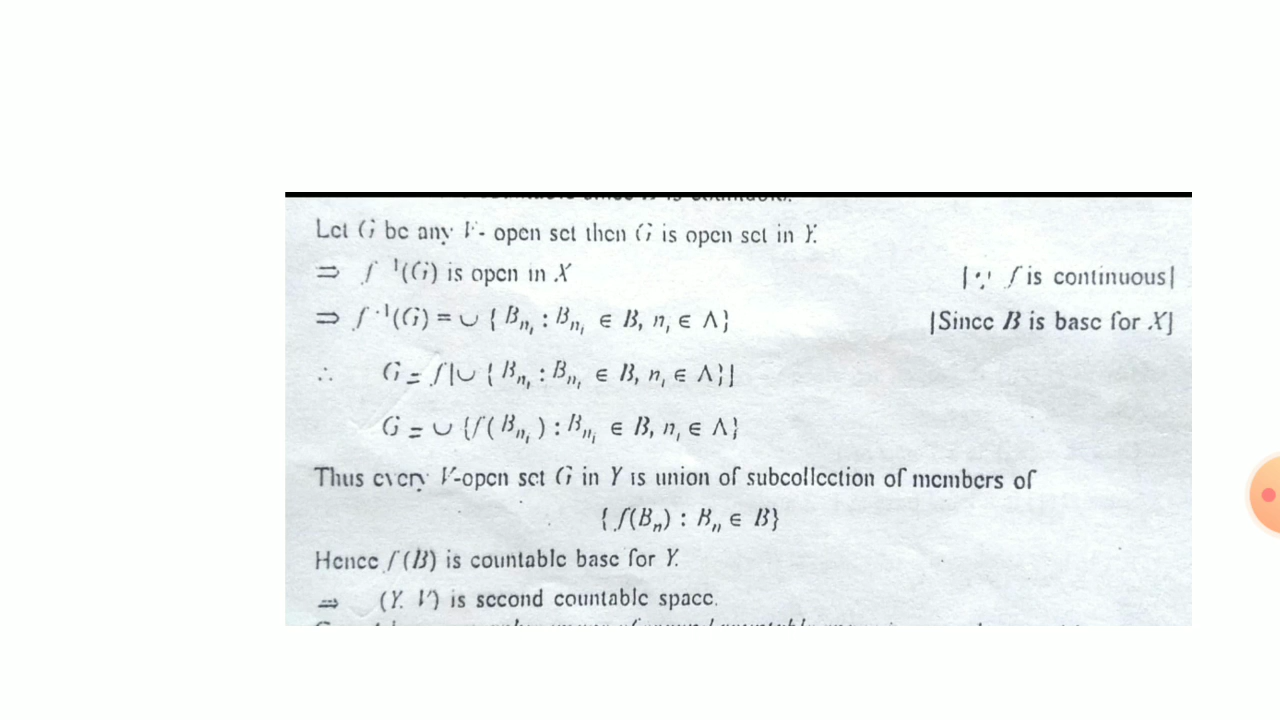 Let G be any V- open set then G is open set in Y.
⇒ f⁻¹(G) is open in X [∵ f is continuous]
⇒ f⁻¹(G) = ∪ { Bₙᵢ : Bₙᵢ ∈ B, nᵢ ∈ Λ} [Since B is base for X]
∴ G = f[∪ { Bₙᵢ : Bₙᵢ ∈ B, nᵢ ∈ Λ}]
G = ∪ {f( Bₙᵢ ) : Bₙᵢ ∈ B, nᵢ ∈ Λ}
Thus every V-open set G in Y is union of subcollection of members of
{ f(Bₙ) : Bₙ ∈ B}
Hence f (B) is countable base for Y.
⇒ (Y. V) is second countable space.